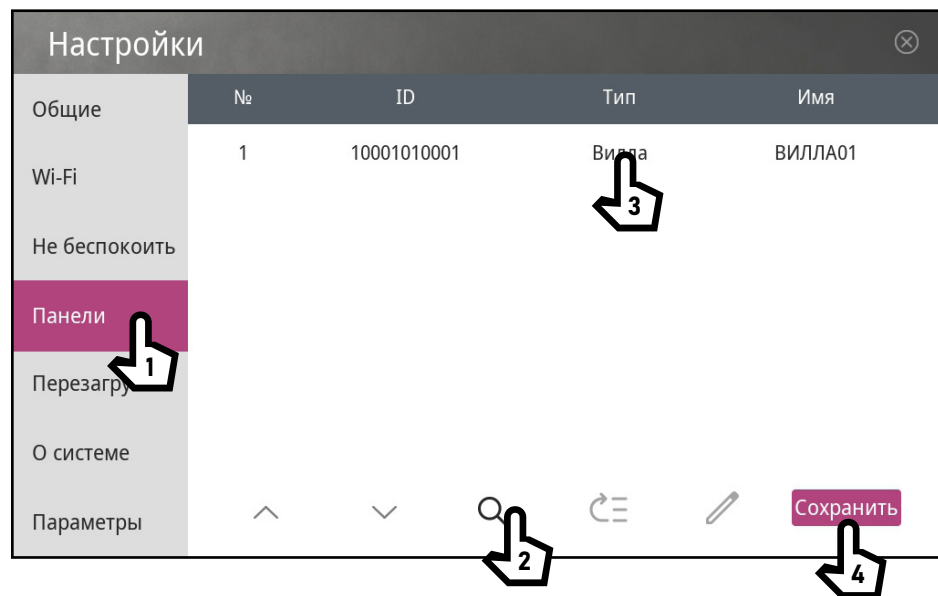 Настройки
Общие
Wi-Fi
Не беспокоить
Панели
О системе
Параметры
№ ID Тип Имя
1 10001010001 Вилла ВИЛЛА01
Сохранить
1
2
3
4